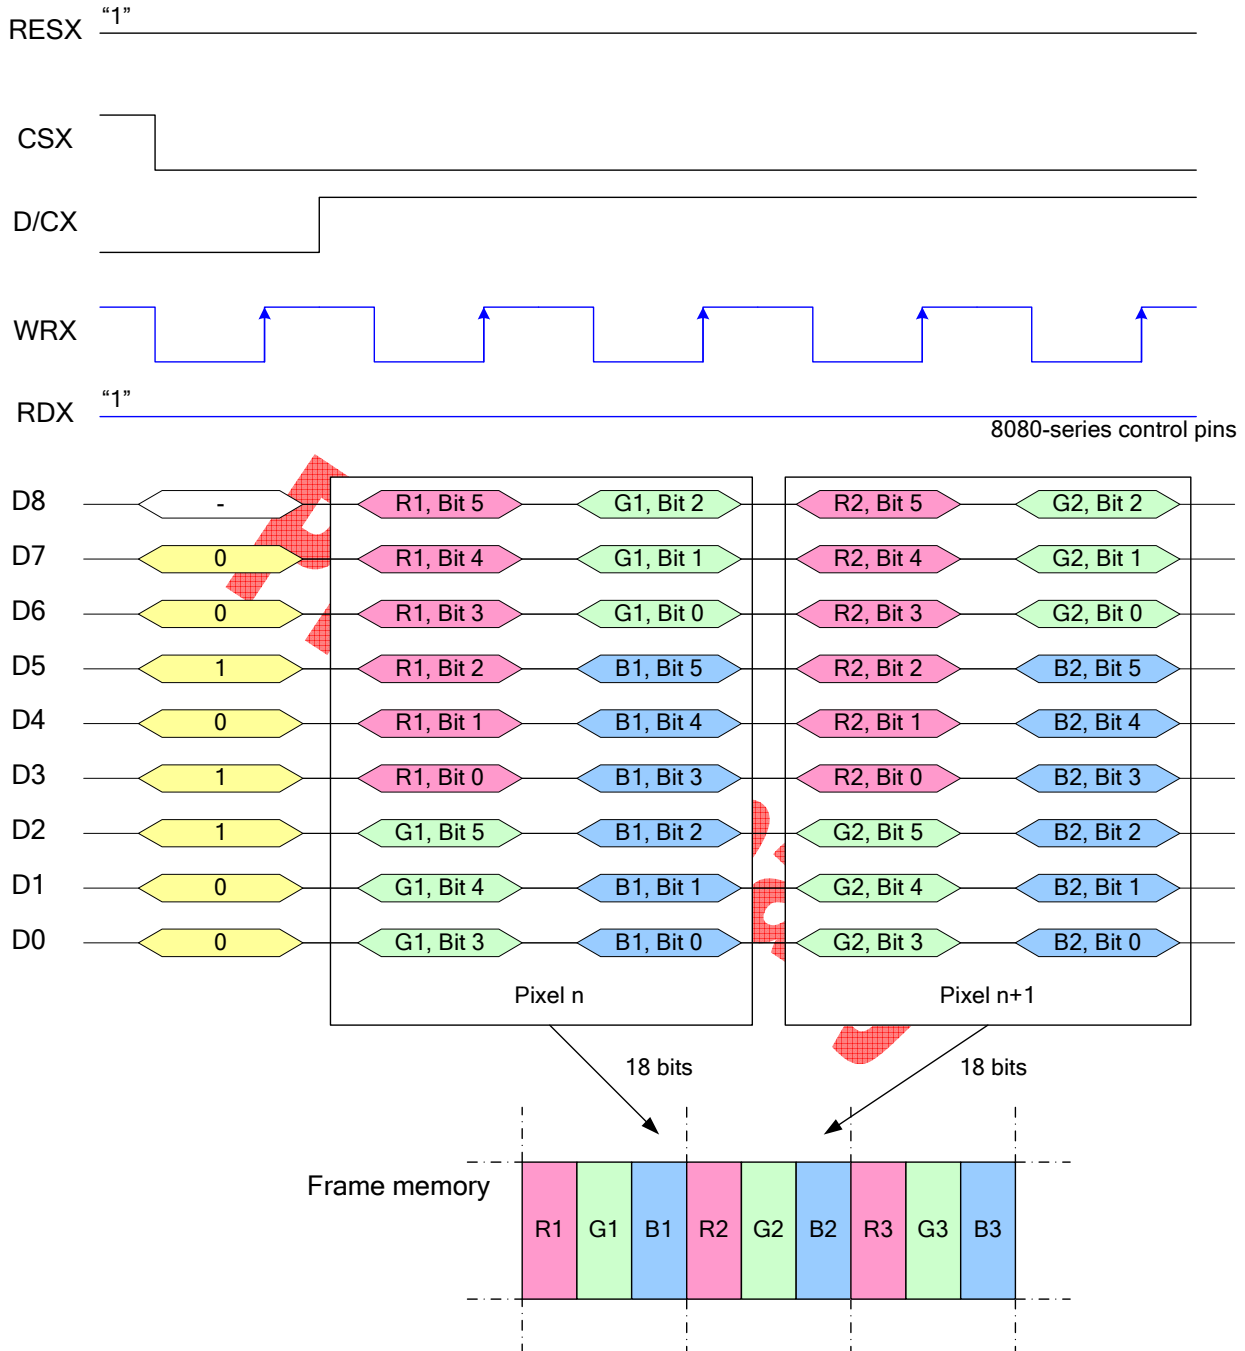 RESX “1”
CSX
D/CX
WRX
RDX “1”
8080-series control pins
D8 - R1, Bit 5 G1, Bit 2 R2, Bit 5 G2, Bit 2
D7 0 R1, Bit 4 G1, Bit 1 R2, Bit 4 G2, Bit 1
D6 0 R1, Bit 3 G1, Bit 0 R2, Bit 3 G2, Bit 0
D5 1 R1, Bit 2 B1, Bit 5 R2, Bit 2 B2, Bit 5
D4 0 R1, Bit 1 B1, Bit 4 R2, Bit 1 B2, Bit 4
D3 1 R1, Bit 0 B1, Bit 3 R2, Bit 0 B2, Bit 3
D2 1 G1, Bit 5 B1, Bit 2 G2, Bit 5 B2, Bit 2
D1 0 G1, Bit 4 B1, Bit 1 G2, Bit 4 B2, Bit 1
D0 0 G1, Bit 3 B1, Bit 0 G2, Bit 3 B2, Bit 0
Pixel n Pixel n+1
18 bits 18 bits
Frame memory
R1 G1 B1 R2 G2 B2 R3 G3 B3